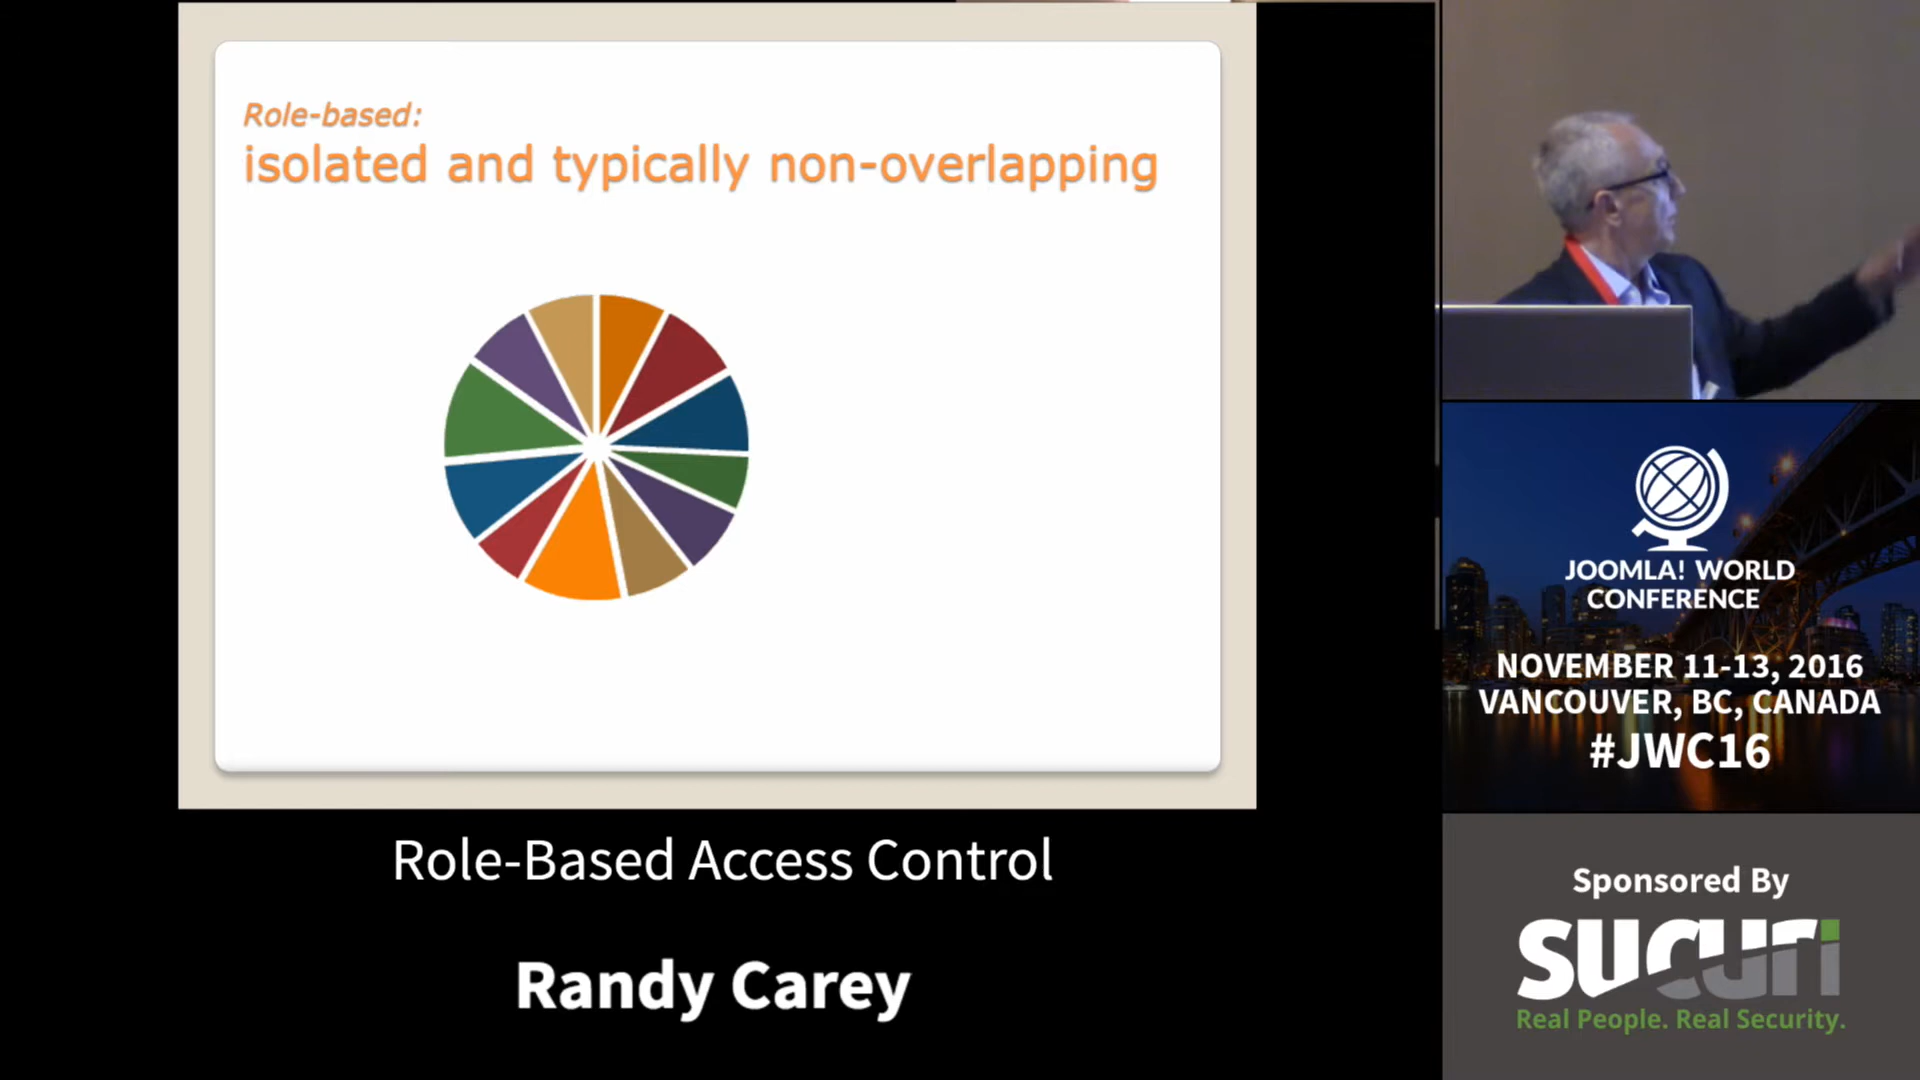 Role-based:
isolated and typically non-overlapping
Role-Based Access Control
Randy Carey
JOOMLA! WORLD
CONFERENCE
NOVEMBER 11-13, 2016
VANCOUVER, BC, CANADA
#JWC16
Sponsored By
SUCURi
Real People. Real Security.